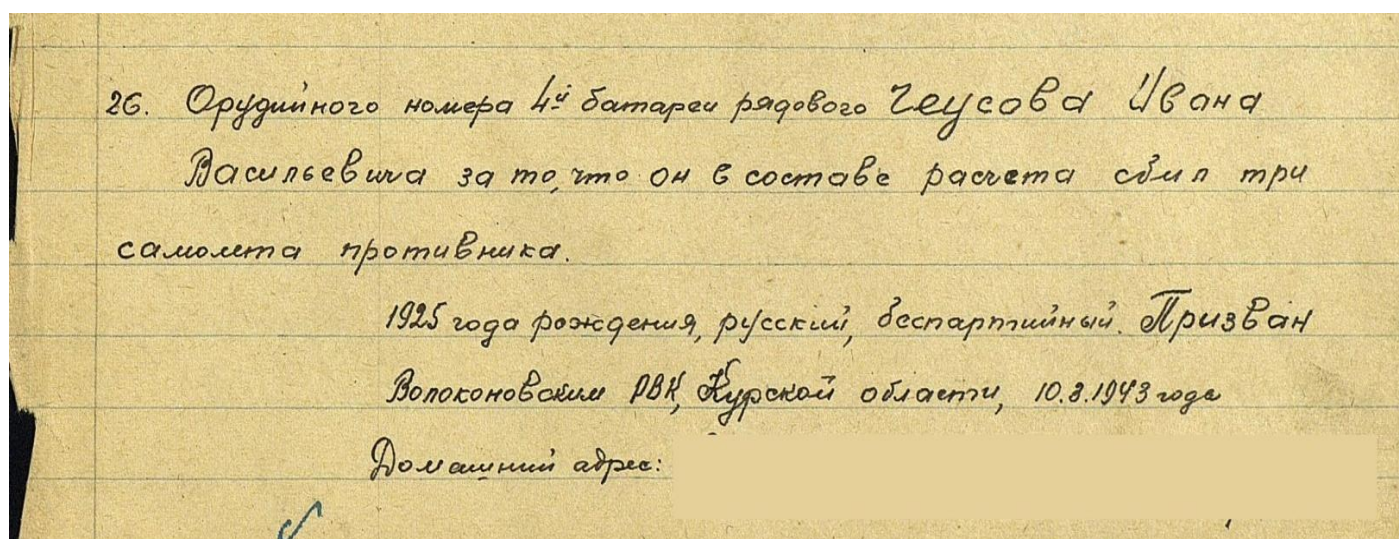 26. Орудийного номера 4й батареи рядового Чеусова Ивана
Васильевича за то, что он в составе расчета сбил три
самолета противника.
1925 года рождения, русский, беспартийный. Призван
Волоконовским РВК, Курской области, 10.3.1943 года
Домашний адрес: